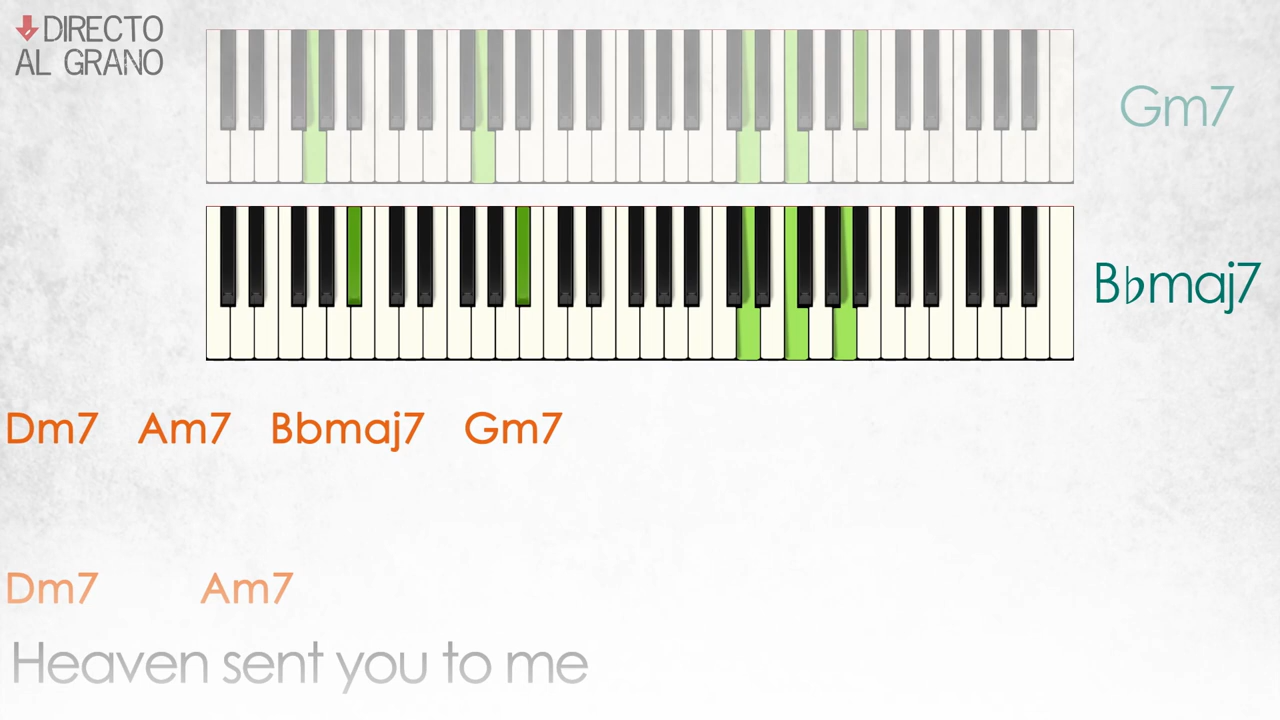 DIRECTO
AL GRANO
Gm7
B♭maj7
Dm7 Am7 Bbmaj7 Gm7
Dm7 Am7
Heaven sent you to me